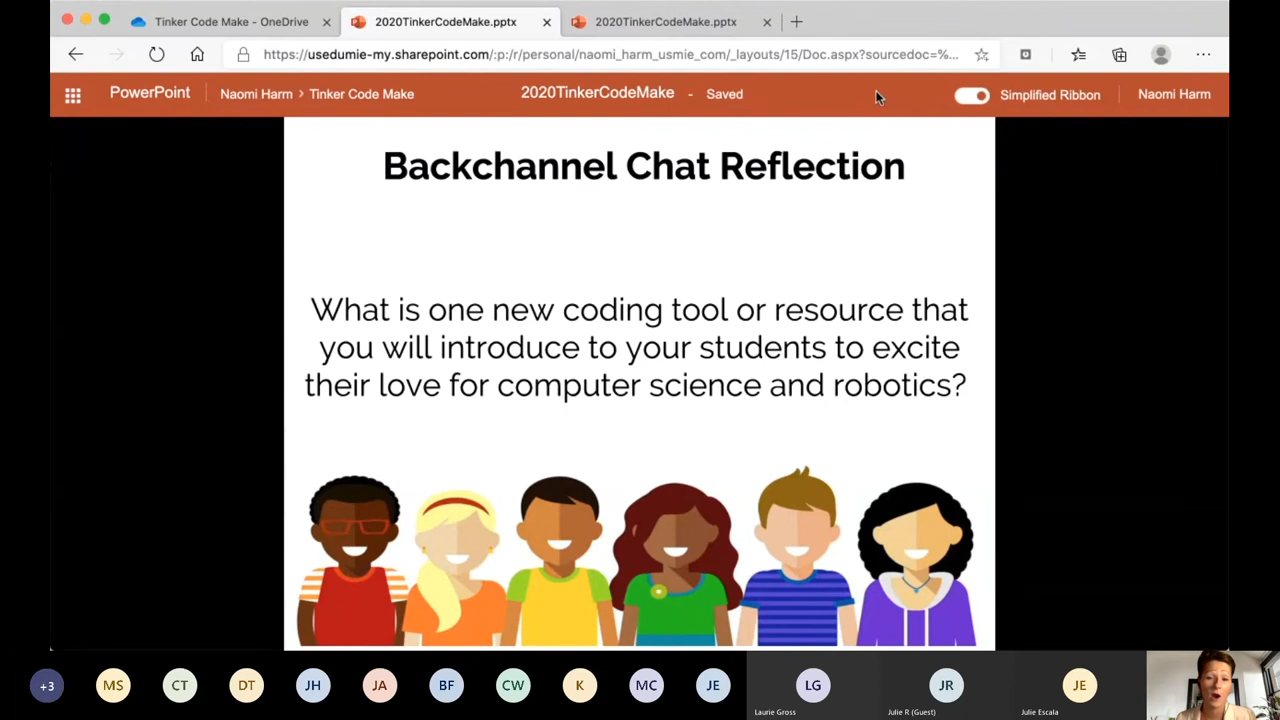 Tinker Code Make - OneDrive
2020TinkerCodeMake.pptx
2020TinkerCodeMake.pptx
https://usedumie-my.sharepoint.com/:p:/r/personal/naomi_harm_usmie_com/_layouts/15/Doc.aspx?sourcedoc=%...
PowerPoint
Naomi Harm > Tinker Code Make
2020TinkerCodeMake - Saved
Simplified Ribbon
Naomi Harm
Backchannel Chat Reflection
What is one new coding tool or resource that
you will introduce to your students to excite
their love for computer science and robotics?
+3
MS
CT
DT
JH
JA
BF
CW
K
MC
JE
LG
JR
JE
Laurie Gross
Julie R (Guest)
Julie Escala